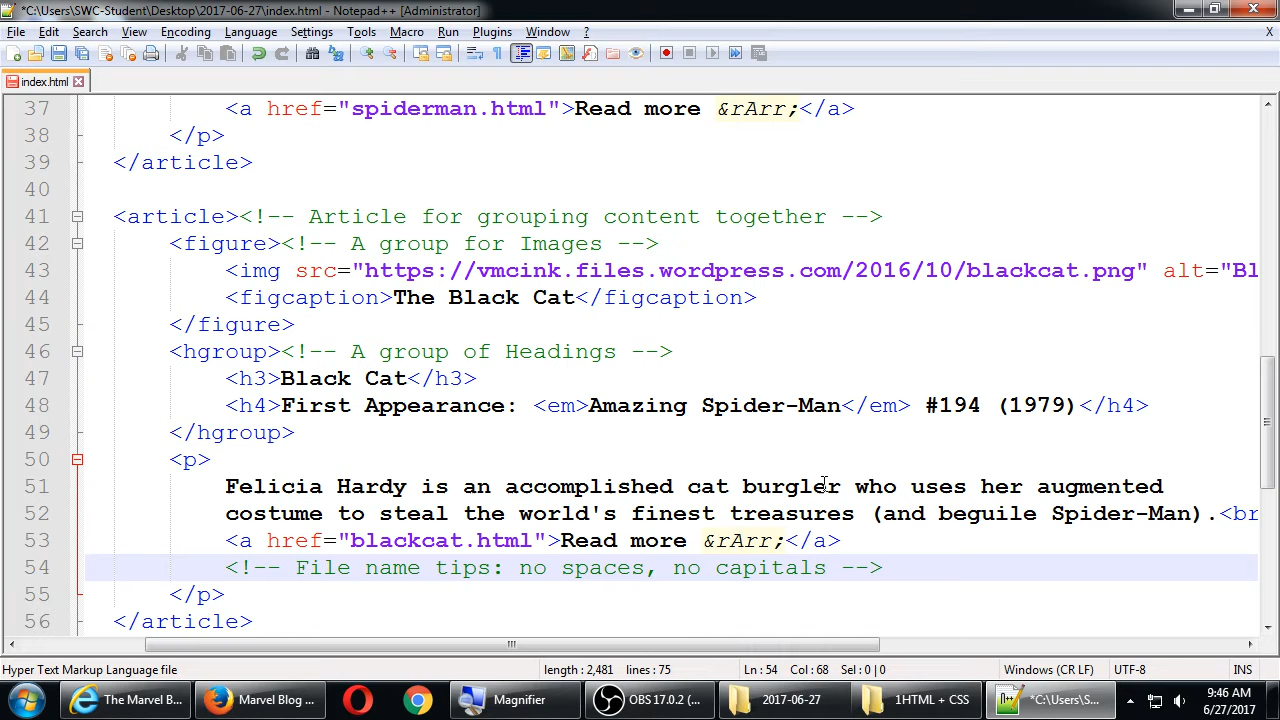 *C:\Users\SWC-Student\Desktop\2017-06-27\index.html - Notepad++ [Administrator]
File Edit Search View Encoding Language Settings Tools Macro Run Plugins Window ? X
index.html
37 <a href="spiderman.html">Read more &rArr;</a>
38 </p>
39 </article>
40
41 <article><!-- Article for grouping content together -->
42 <figure><!-- A group for Images -->
43 <img src="https://vmcink.files.wordpress.com/2016/10/blackcat.png" alt="Bl
44 <figcaption>The Black Cat</figcaption>
45 </figure>
46 <hgroup><!-- A group of Headings -->
47 <h3>Black Cat</h3>
48 <h4>First Appearance: <em>Amazing Spider-Man</em> #194 (1979)</h4>
49 </hgroup>
50 <p>
51 Felicia Hardy is an accomplished cat burgler who uses her augmented
52 costume to steal the world's finest treasures (and beguile Spider-Man).<br
53 <a href="blackcat.html">Read more &rArr;</a>
54 <!-- File name tips: no spaces, no capitals -->
55 </p>
56 </article>
Hyper Text Markup Language file length : 2,481 lines : 75 Ln : 54 Col : 68 Sel : 0 | 0 Windows (CR LF) UTF-8 INS
The Marvel B... Marvel Blog ... Magnifier OBS 17.0.2 (... 2017-06-27 1HTML + CSS *C:\Users\S... 9:46 AM
6/27/2017